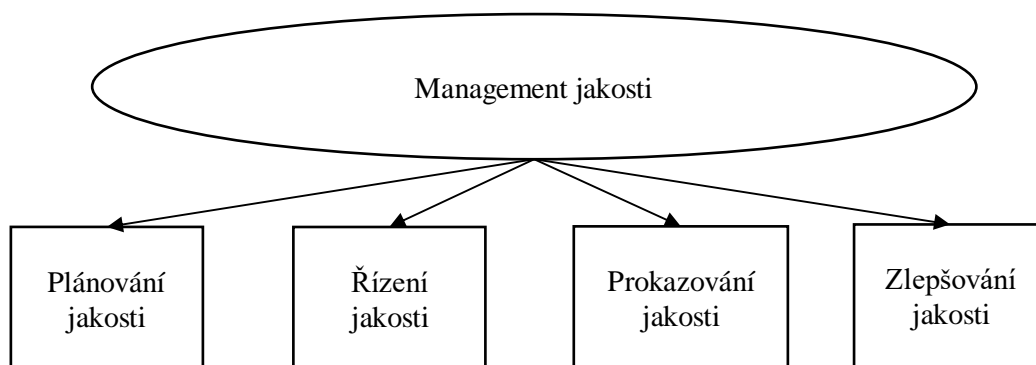 Management jakosti
Plánování
jakosti
Řízení
jakosti
Prokazování
jakosti
Zlepšování
jakosti